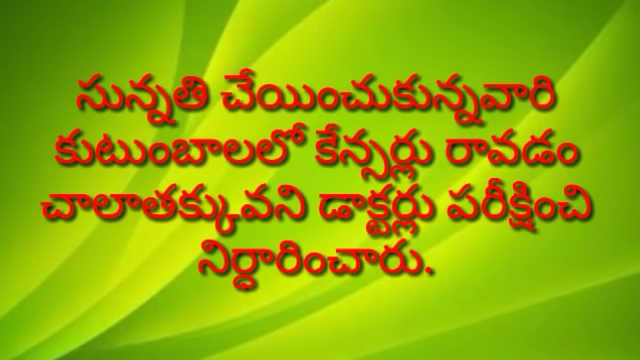 సున్నతి చేయించుకున్నవారి
కుటుంబాలలో కేన్సర్లు రావడం
చాలాతక్కువని డాక్టర్లు పరీక్షించి
నిర్ధారించారు.